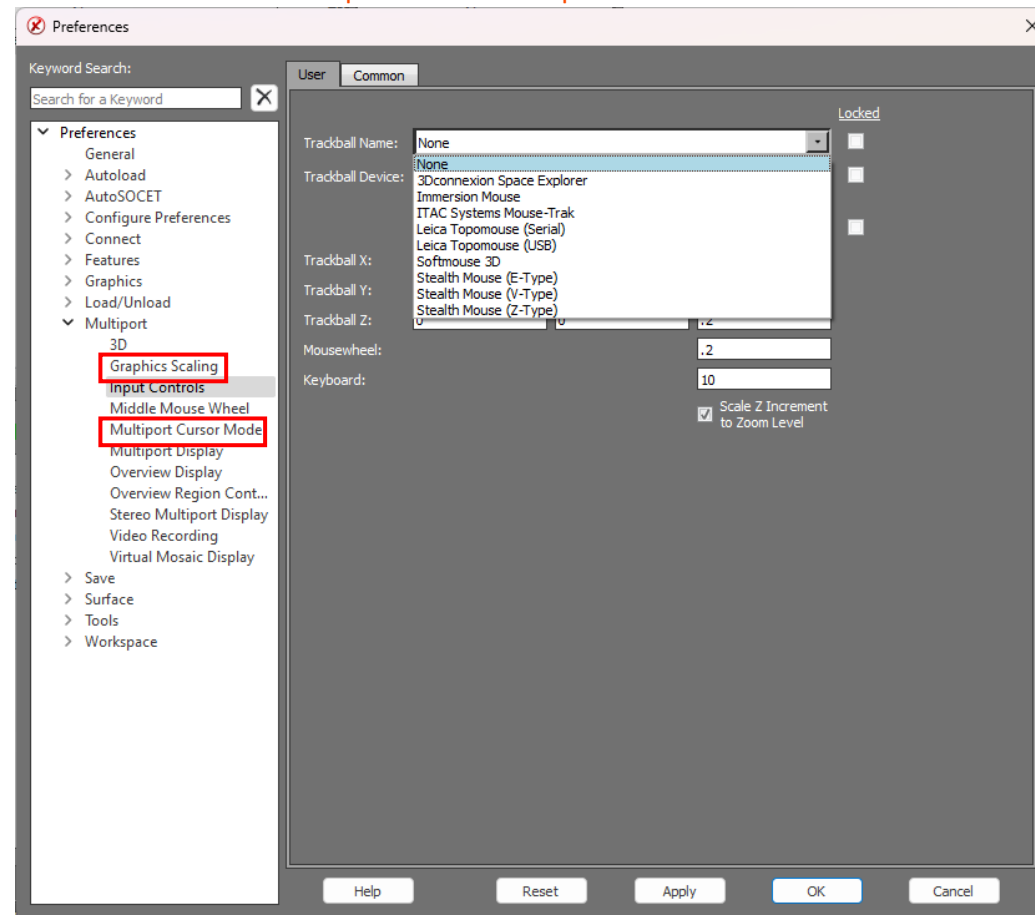 Preferences
Keyword Search:
Search for a Keyword
Preferences
General
Autoload
AutoSOCET
Configure Preferences
Connect
Features
Graphics
Load/Unload
Multiport
3D
Graphics Scaling
Input Controls
Middle Mouse Wheel
Multiport Cursor Mode
Multiport Display
Overview Display
Overview Region Cont...
Stereo Multiport Display
Video Recording
Virtual Mosaic Display
Save
Surface
Tools
Workspace
User Common
Locked
Trackball Name: None
None
Trackball Device: 3Dconnexion Space Explorer
Immersion Mouse
ITAC Systems Mouse-Trak
Leica Topomouse (Serial)
Leica Topomouse (USB)
Trackball X: Softmouse 3D
Stealth Mouse (E-Type)
Trackball Y: Stealth Mouse (V-Type)
Stealth Mouse (Z-Type)
Trackball Z: 0 0 .2
Mousewheel: .2
Keyboard: 10
Scale Z Increment
to Zoom Level
Help Reset Apply OK Cancel